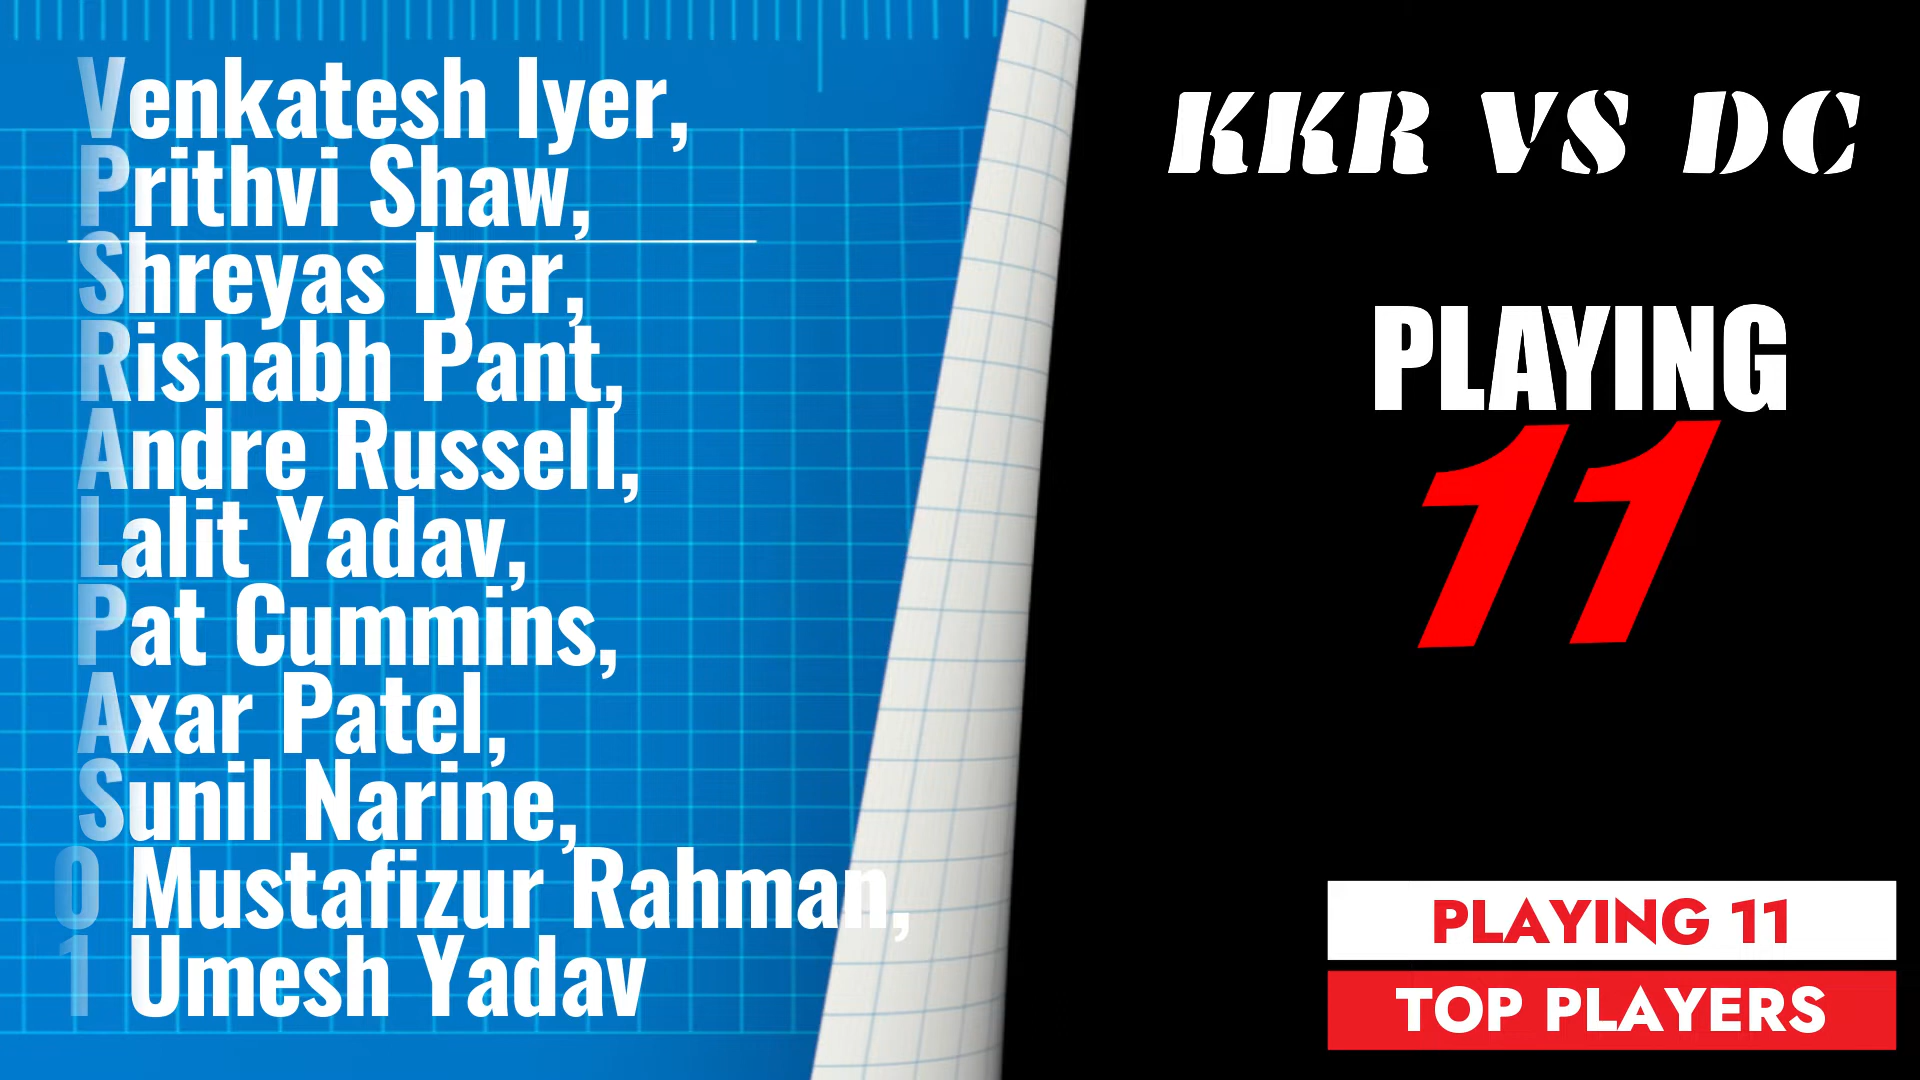 Venkatesh Iyer,
Prithvi Shaw,
Shreyas Iyer,
Rishabh Pant,
Andre Russell,
Lalit Yadav,
Pat Cummins,
Axar Patel,
Sunil Narine,
0 Mustafizur Rahman,
1 Umesh Yadav
KKR VS DC
PLAYING
11
PLAYING 11
TOP PLAYERS